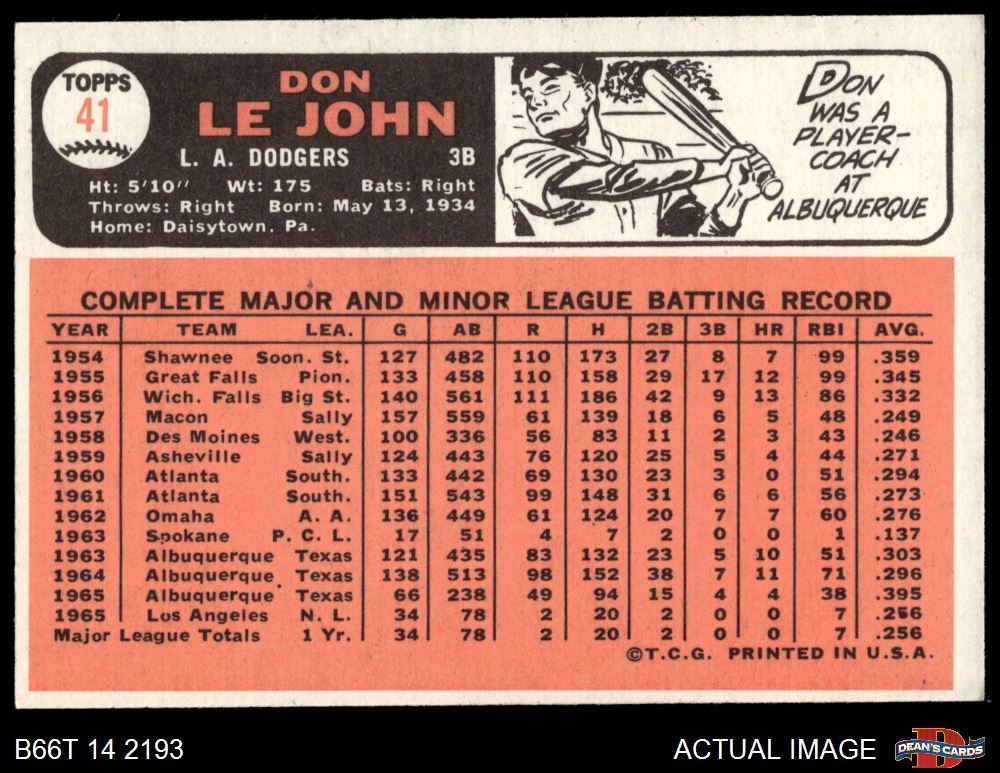 TOPPS
41
DON
LE JOHN
L. A. DODGERS 3B
Ht: 5'10" Wt: 175 Bats: Right
Throws: Right Born: May 13, 1934
Home: Daisytown, Pa.
DON
WAS A
PLAYER-
COACH
AT
ALBUQUERQUE
COMPLETE MAJOR AND MINOR LEAGUE BATTING RECORD
YEAR TEAM LEA. G AB R H 2B 3B HR RBI AVG.
1954 Shawnee Soon. St. 127 482 110 173 27 8 7 99 .359
1955 Great Falls Pion. 133 458 110 158 29 17 12 99 .345
1956 Wich. Falls Big St. 140 561 111 186 42 9 13 86 .332
1957 Macon Sally 157 559 61 139 18 6 5 48 .249
1958 Des Moines West. 100 336 56 83 11 2 3 43 .246
1959 Asheville Sally 124 443 76 120 25 5 4 44 .271
1960 Atlanta South. 133 442 69 130 23 3 0 51 .294
1961 Atlanta South. 151 543 99 148 31 6 6 56 .273
1962 Omaha A. A. 136 449 61 124 20 7 7 60 .276
1963 Spokane P. C. L. 17 51 4 7 2 0 0 1 .137
1963 Albuquerque Texas 121 435 83 132 23 5 10 51 .303
1964 Albuquerque Texas 138 513 98 152 38 7 11 71 .296
1965 Albuquerque Texas 66 238 49 94 15 4 4 38 .395
1965 Los Angeles N. L. 34 78 2 20 2 0 0 7 .256
Major League Totals 1 Yr. 34 78 2 20 2 0 0 7 .256
©T.C.G. PRINTED IN U.S.A.
B66T 14 2193 ACTUAL IMAGE DEAN'S CARDS